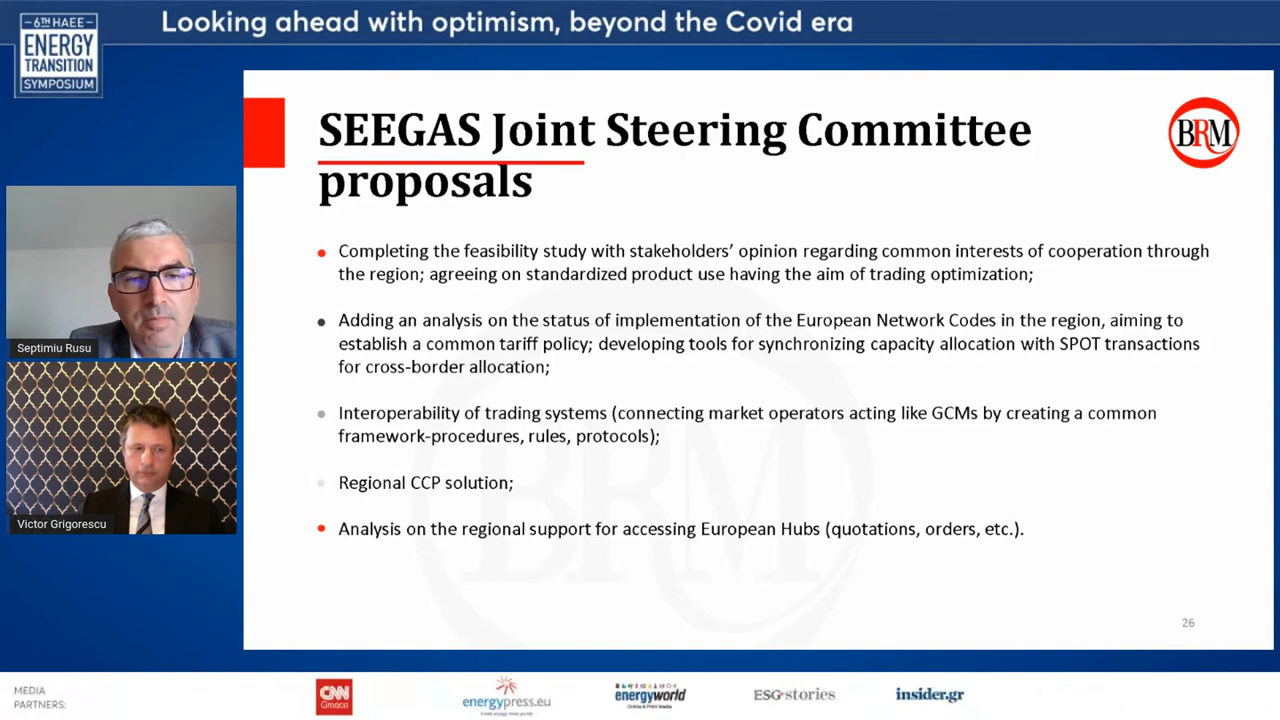 6TH HAEE
ENERGY
TRANSITION
SYMPOSIUM
Looking ahead with optimism, beyond the Covid era
SEEGAS Joint Steering Committee
proposals
BRM
• Completing the feasibility study with stakeholders’ opinion regarding common interests of cooperation through
the region; agreeing on standardized product use having the aim of trading optimization;
• Adding an analysis on the status of implementation of the European Network Codes in the region, aiming to
establish a common tariff policy; developing tools for synchronizing capacity allocation with SPOT transactions
for cross-border allocation;
• Interoperability of trading systems (connecting market operators acting like GCMs by creating a common
framework-procedures, rules, protocols);
• Regional CCP solution;
• Analysis on the regional support for accessing European Hubs (quotations, orders, etc.).
BRM
26
Septimiu Rusu
Victor Grigorescu
MEDIA
PARTNERS:
CNN
Greece
energypress.eu
energyworld
Online & Print Media
ESG•stories
insider.gr